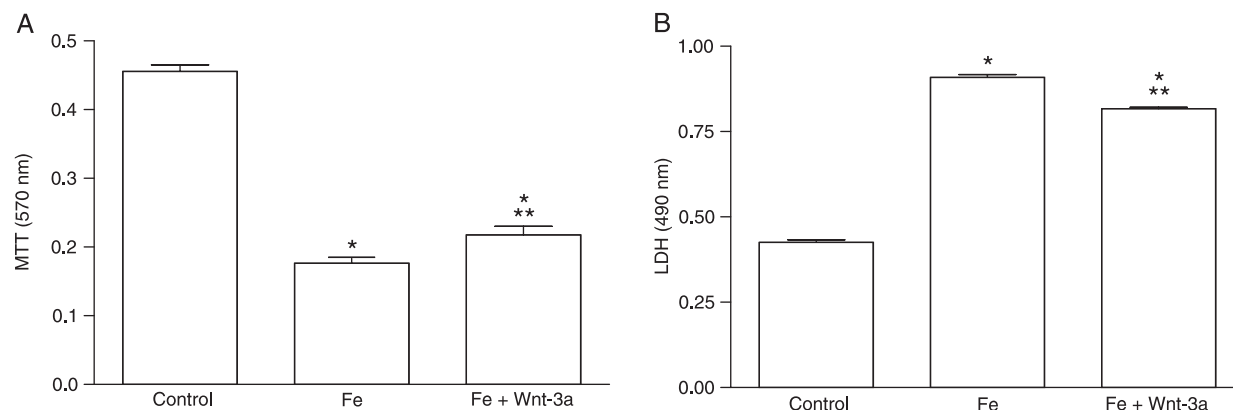 A
MTT (570 nm)
0.5
0.4
0.3
0.2
0.1
0.0
*
*
**
Control
Fe
Fe + Wnt-3a
B
LDH (490 nm)
1.00
0.75
0.50
0.25
0.00
*
*
**
Control
Fe
Fe + Wnt-3a